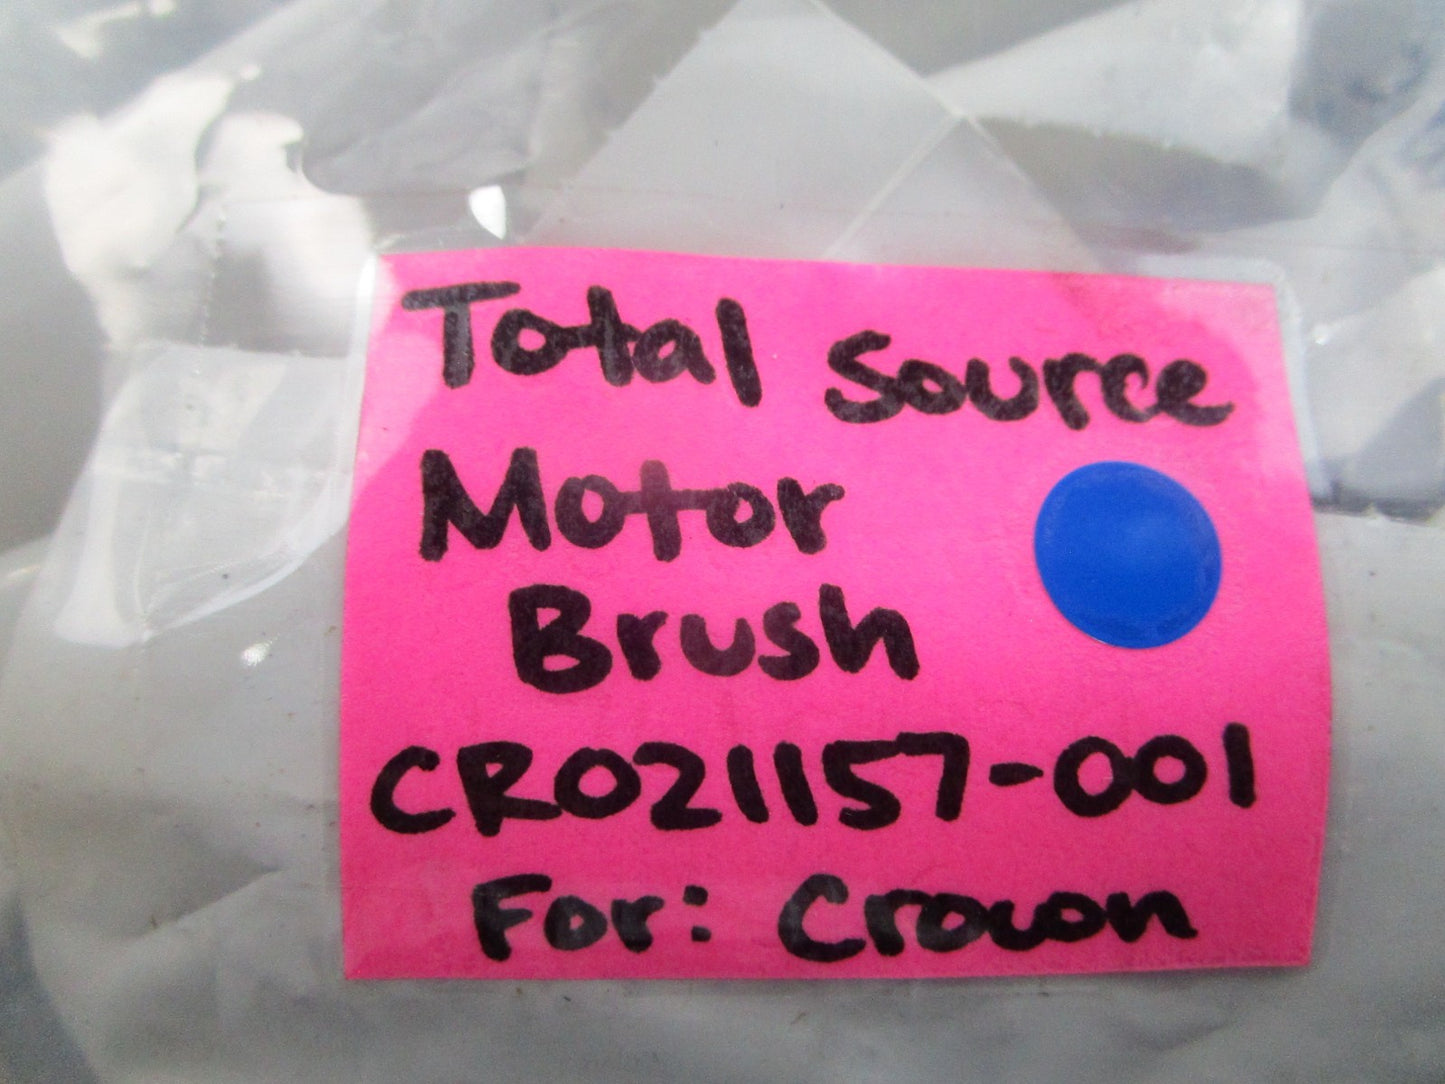 Total Source
Motor
Brush
CR021157-001
For: Crown